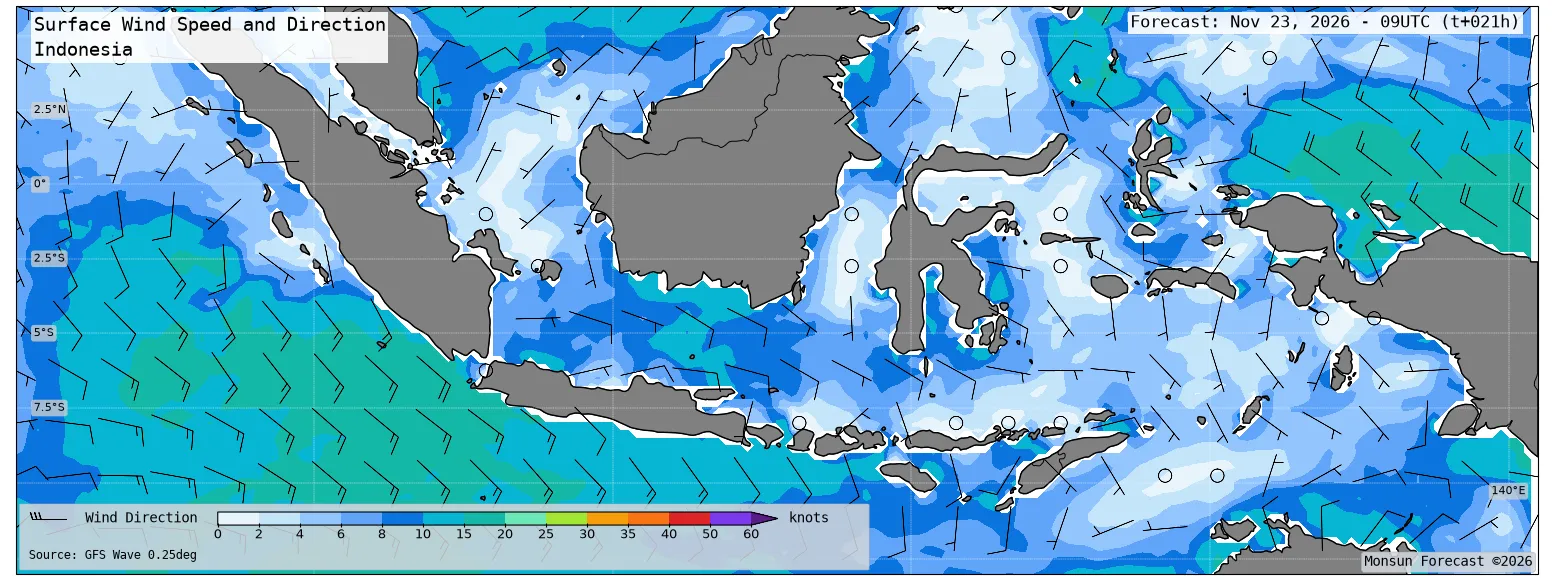 Surface Wind Speed and Direction
Indonesia
Forecast: Nov 23, 2026 - 09UTC (t+021h)
2.5°N
0°
2.5°S
5°S
7.5°S
140°E
Wind Direction
0 2 4 6 8 10 15 20 25 30 35 40 50 60 knots
Source: GFS Wave 0.25deg
Monsun Forecast ©2026